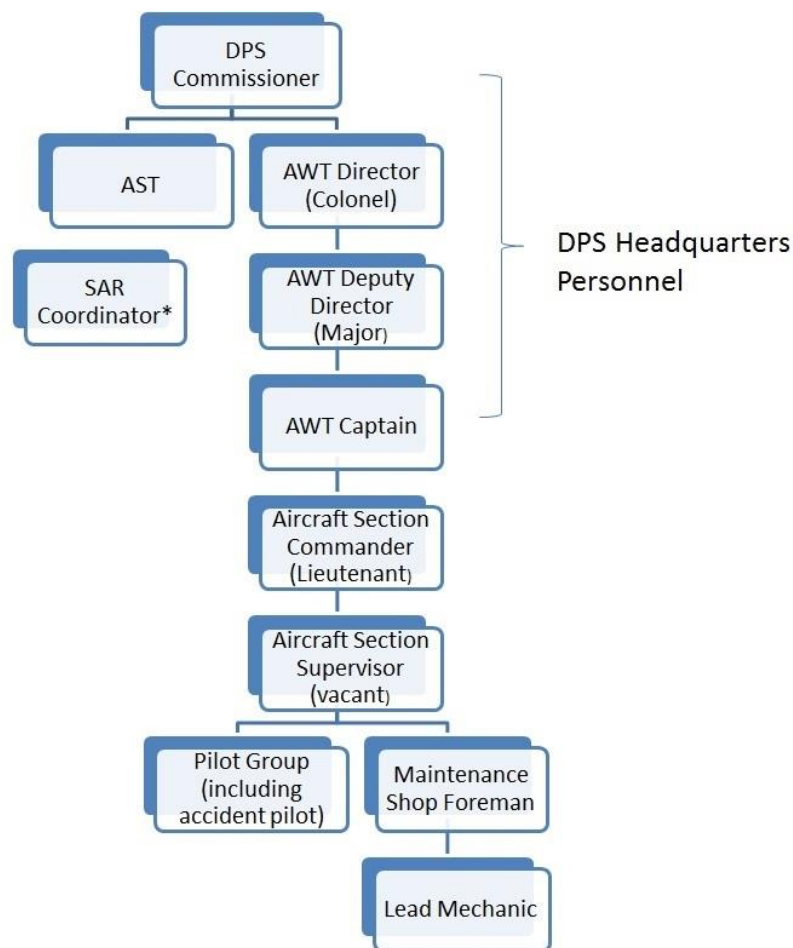 DPS
Commissioner
AST
AWT Director
(Colonel)
SAR
Coordinator*
AWT Deputy
Director
(Major)
DPS Headquarters
Personnel
AWT Captain
Aircraft Section
Commander
(Lieutenant)
Aircraft Section
Supervisor
(vacant)
Pilot Group
(including
accident pilot)
Maintenance
Shop Foreman
Lead Mechanic